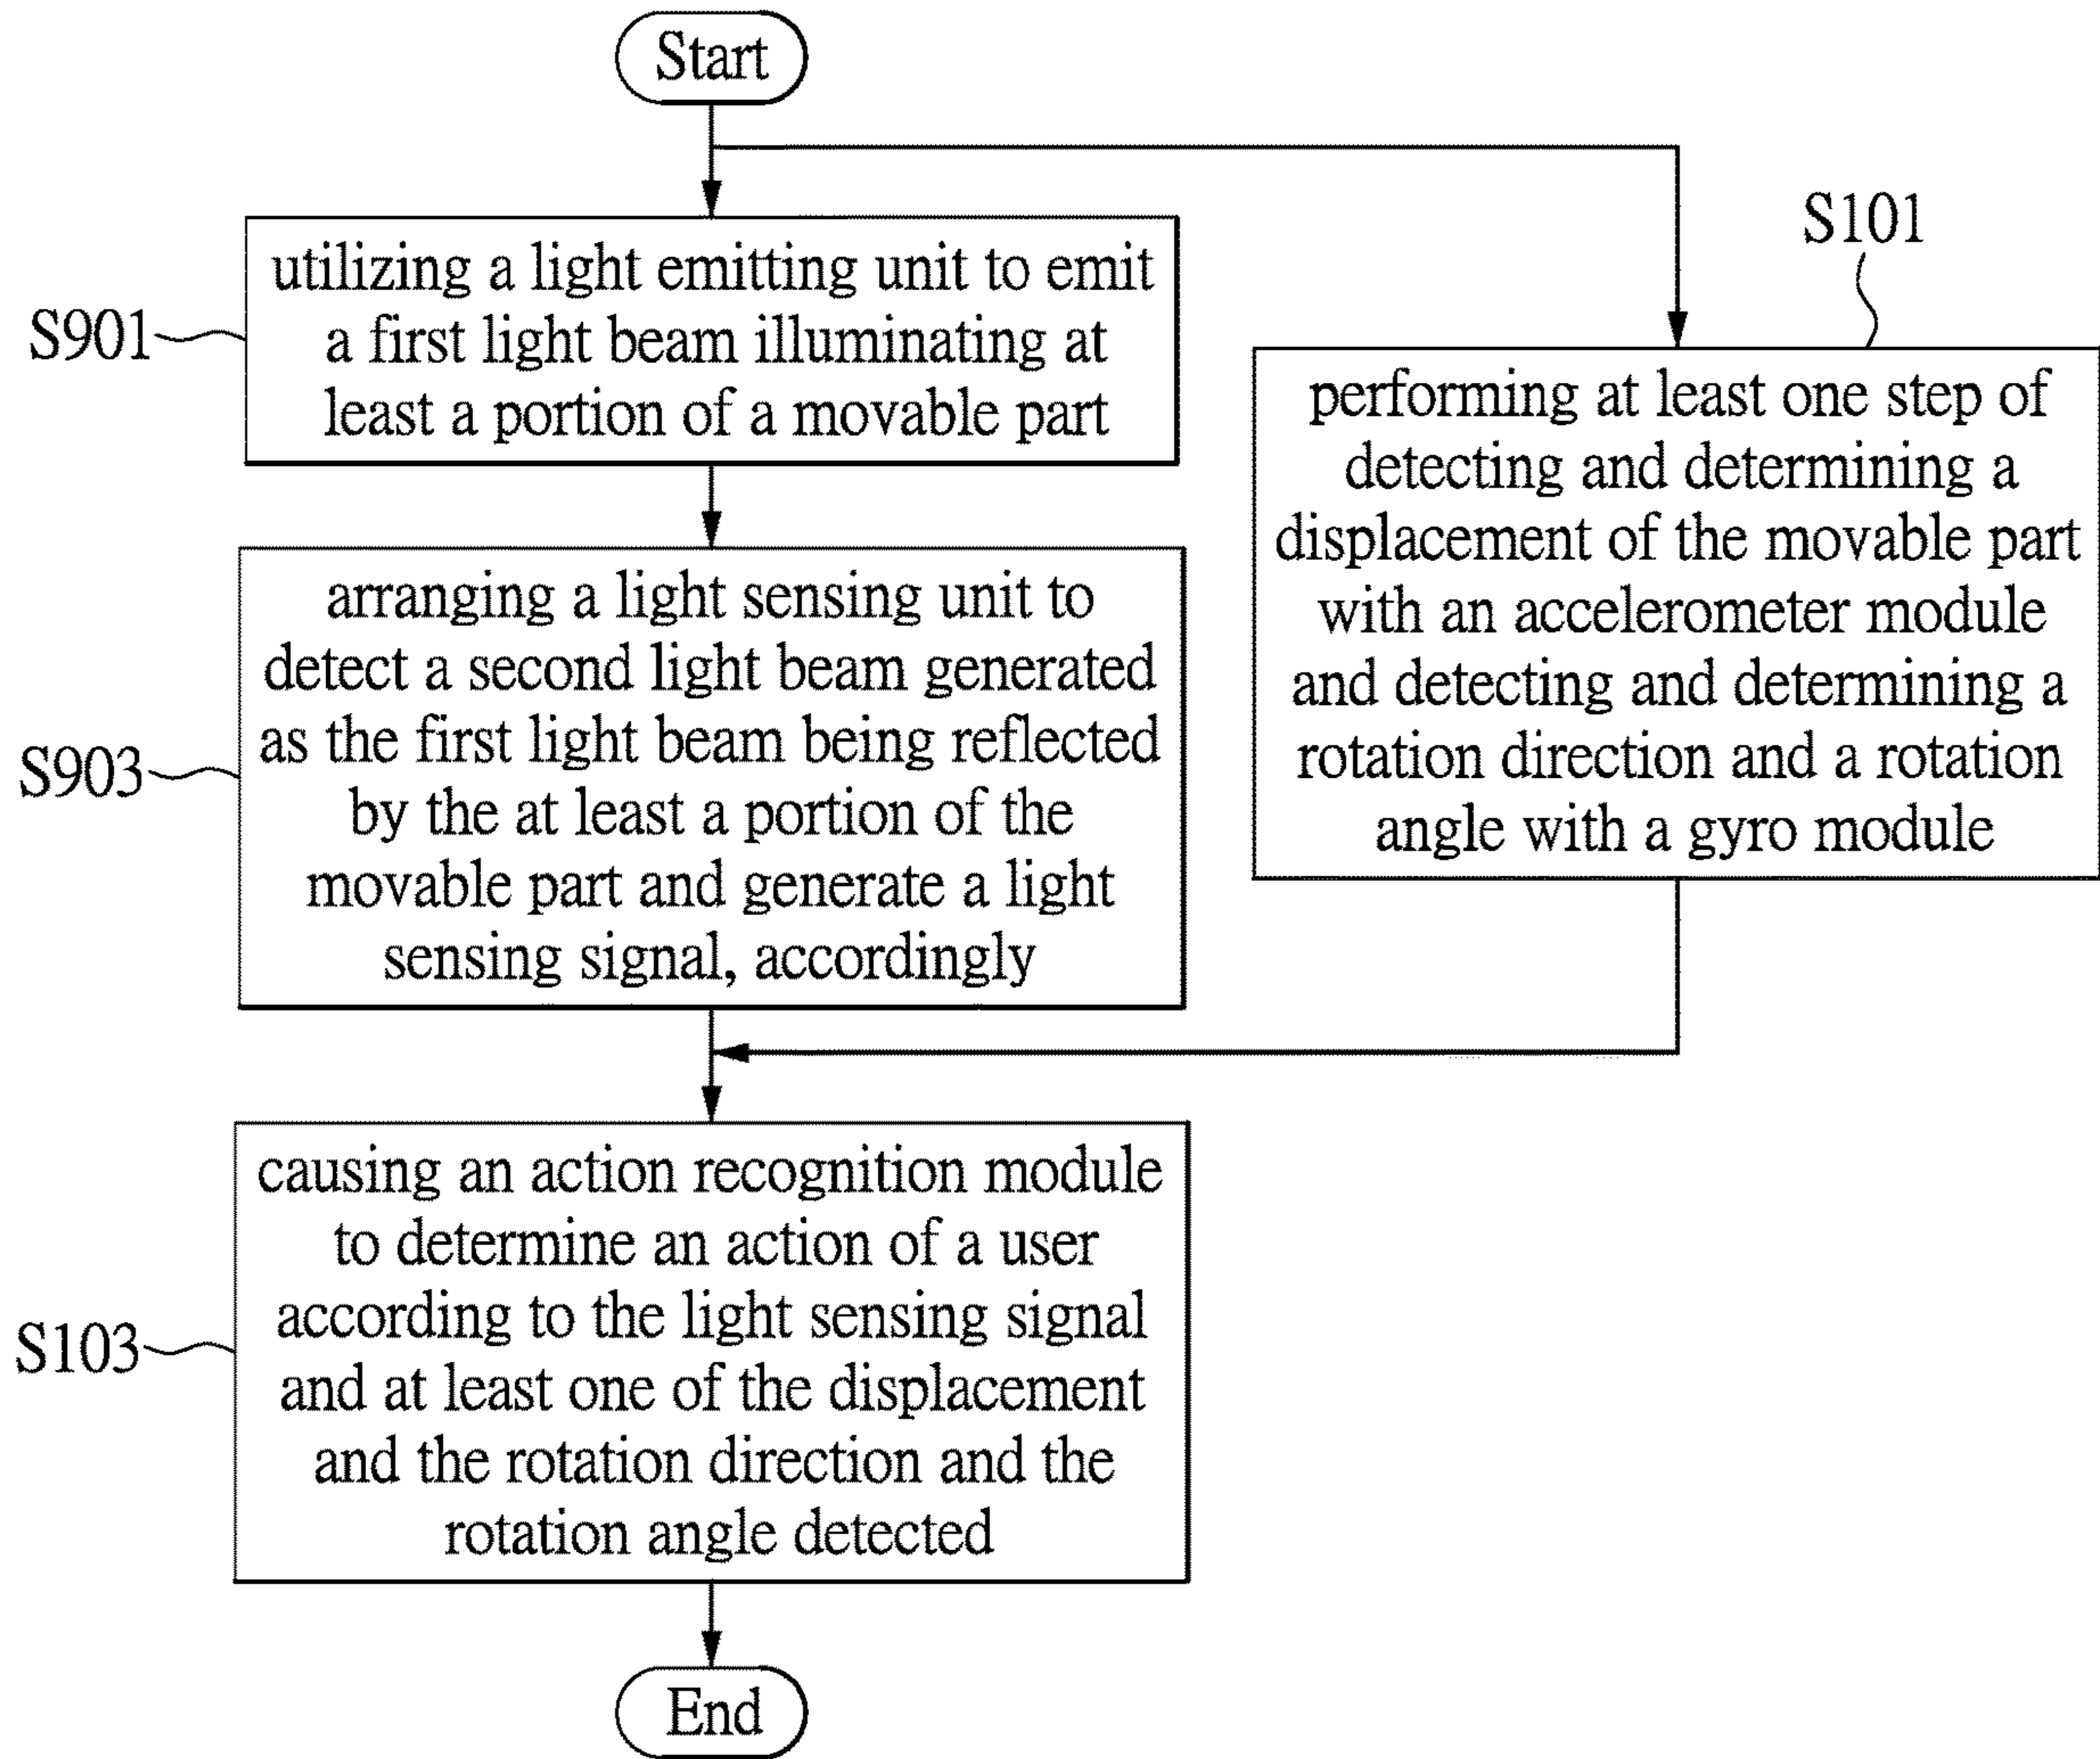 Start
S901
utilizing a light emitting unit to emit
a first light beam illuminating at
least a portion of a movable part
S101
performing at least one step of
detecting and determining a
displacement of the movable part
with an accelerometer module
and detecting and determining a
rotation direction and a rotation
angle with a gyro module
S903
arranging a light sensing unit to
detect a second light beam generated
as the first light beam being reflected
by the at least a portion of the
movable part and generate a light
sensing signal, accordingly
S103
causing an action recognition module
to determine an action of a user
according to the light sensing signal
and at least one of the displacement
and the rotation direction and the
rotation angle detected
End